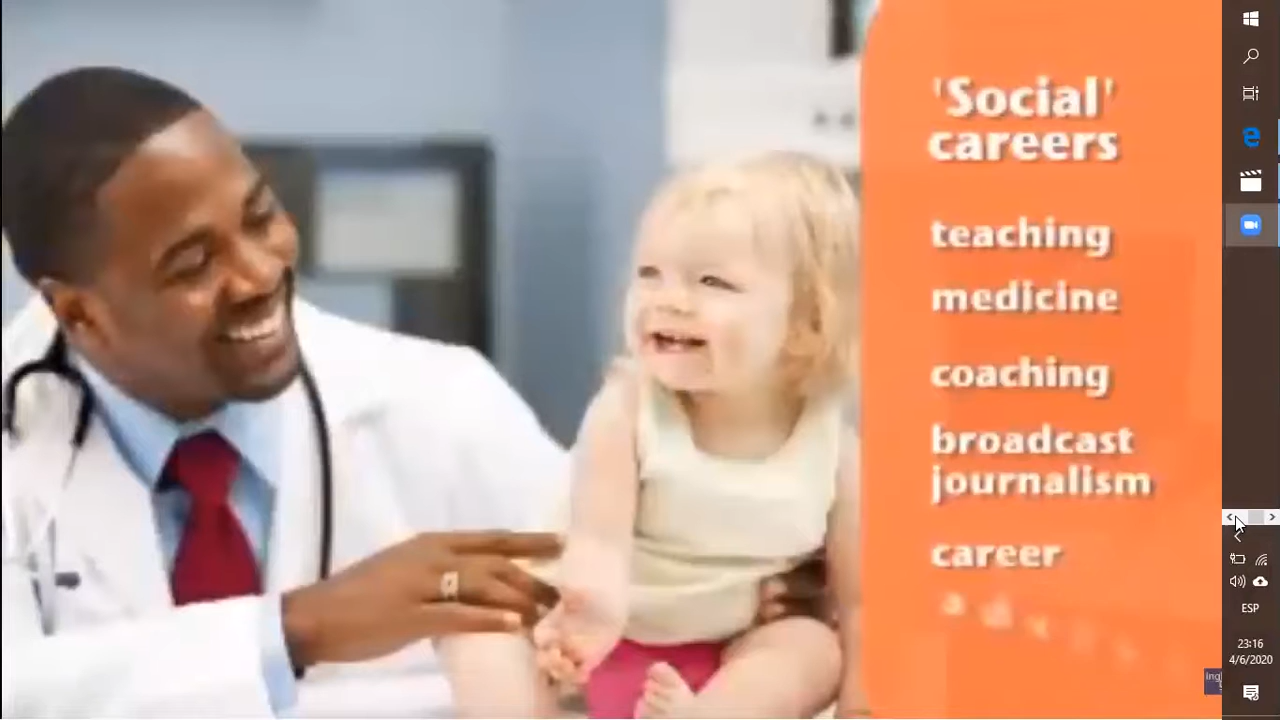 'Social'
careers
teaching
medicine
coaching
broadcast
journalism
career
ESP
23:16
4/6/2020